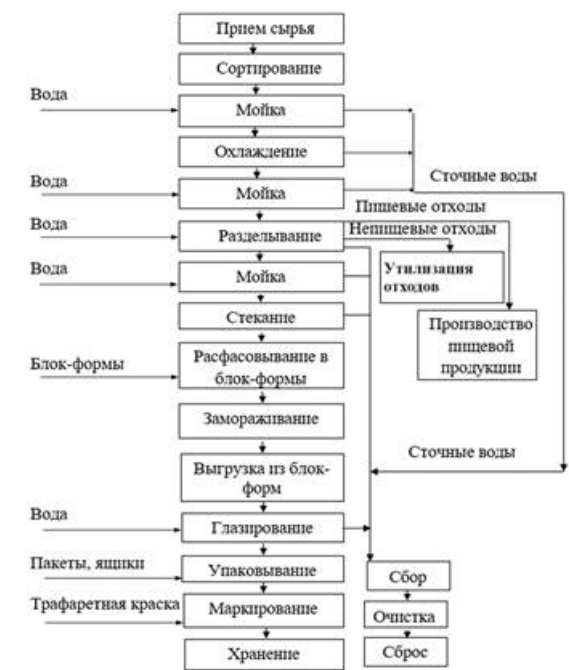 Прием сырья
Сортирование
Вода
Мойка
Охлаждение
Сточные воды
Вода
Мойка
Пищевые отходы
Вода
Разделывание
Непищевые отходы
Утилизация
отходов
Вода
Мойка
Стекание
Производство
пищевой
продукции
Блок-формы
Расфасовывание в
блок-формы
Замораживание
Сточные воды
Выгрузка из блок-
форм
Вода
Глазирование
Пакеты, ящики
Упаковывание
Сбор
Трафаретная краска
Маркирование
Очистка
Хранение
Сброс